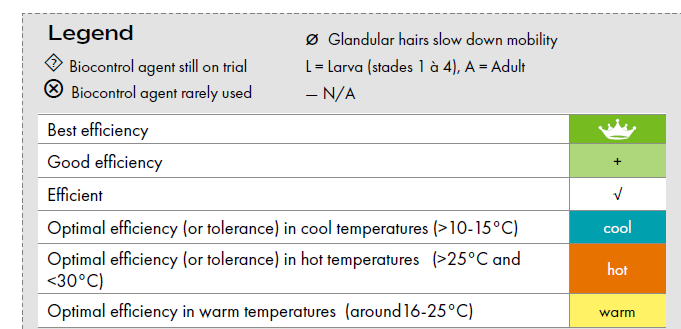 Legend
Ø Glandular hairs slow down mobility
? Biocontrol agent still on trial
L = Larva (stades 1 à 4), A = Adult
⊗ Biocontrol agent rarely used
— N/A
Best efficiency
Good efficiency +
Efficient √
Optimal efficiency (or tolerance) in cool temperatures (>10-15°C) cool
Optimal efficiency (or tolerance) in hot temperatures (>25°C and
<30°C) hot
Optimal efficiency in warm temperatures (around16-25°C) warm